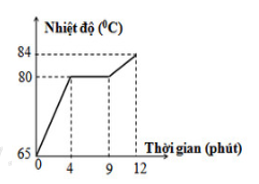 Nhiệt độ (⁰C)
84
80
65
Thời gian (phút)
0 4 9 12